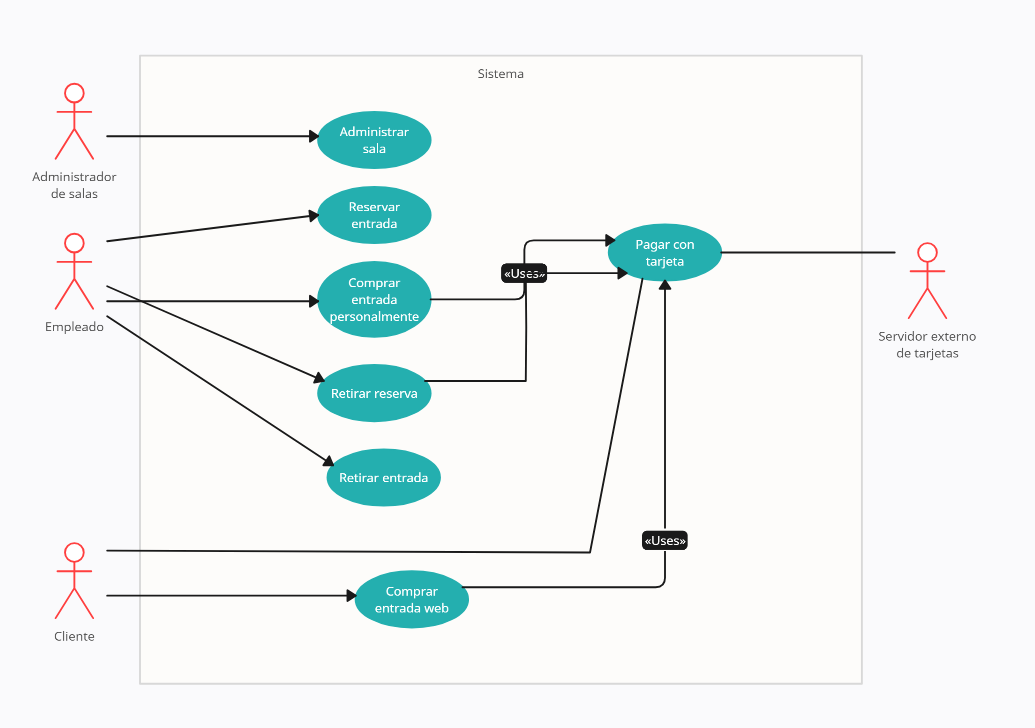 Sistema
Administrar
sala
Administrador
de salas
Reservar
entrada
Pagar con
tarjeta
«Uses»
Comprar
entrada
personalmente
Empleado
Servidor externo
de tarjetas
Retirar reserva
Retirar entrada
«Uses»
Comprar
entrada web
Cliente